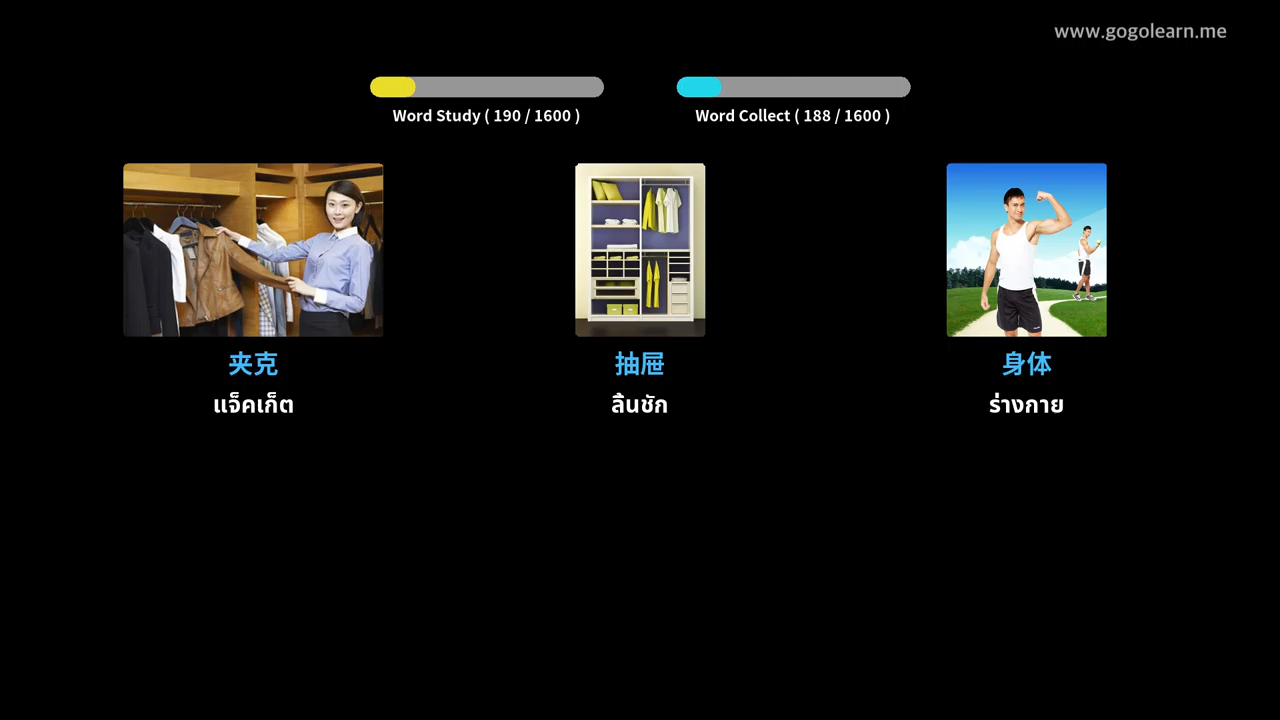 www.gogolearn.me
Word Study ( 190 / 1600 )
Word Collect ( 188 / 1600 )
夹克
抽屉
身体
แจ็คเก็ต
ลิ้นชัก
ร่างกาย